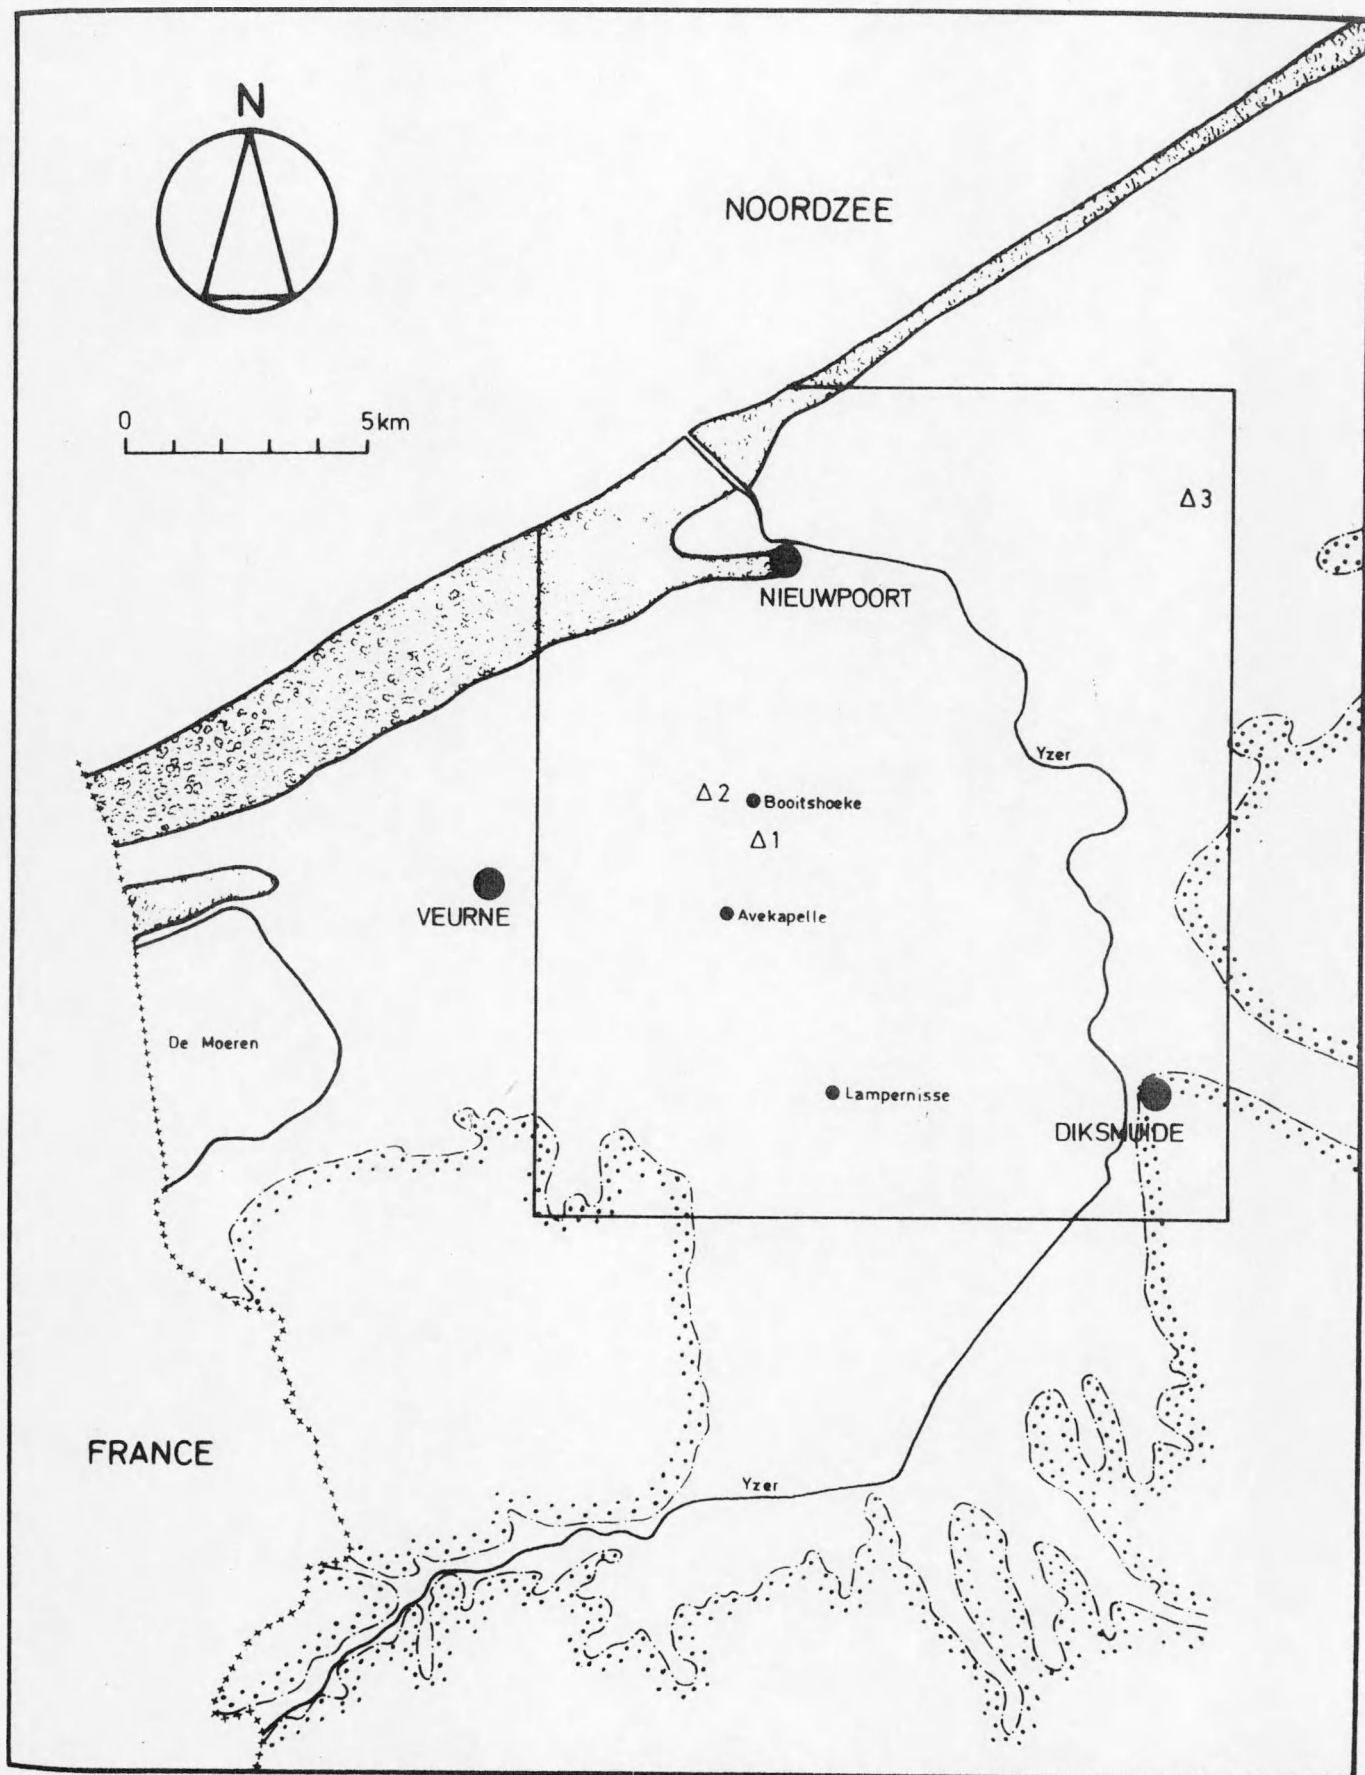 N
NOORDZEE
0 5km
Δ3
NIEUWPOORT
Yzer
Δ2
Booitshoeke
Δ1
VEURNE
Avekapelle
De Moeren
Lampernisse
DIKSMUIDE
FRANCE
Yzer